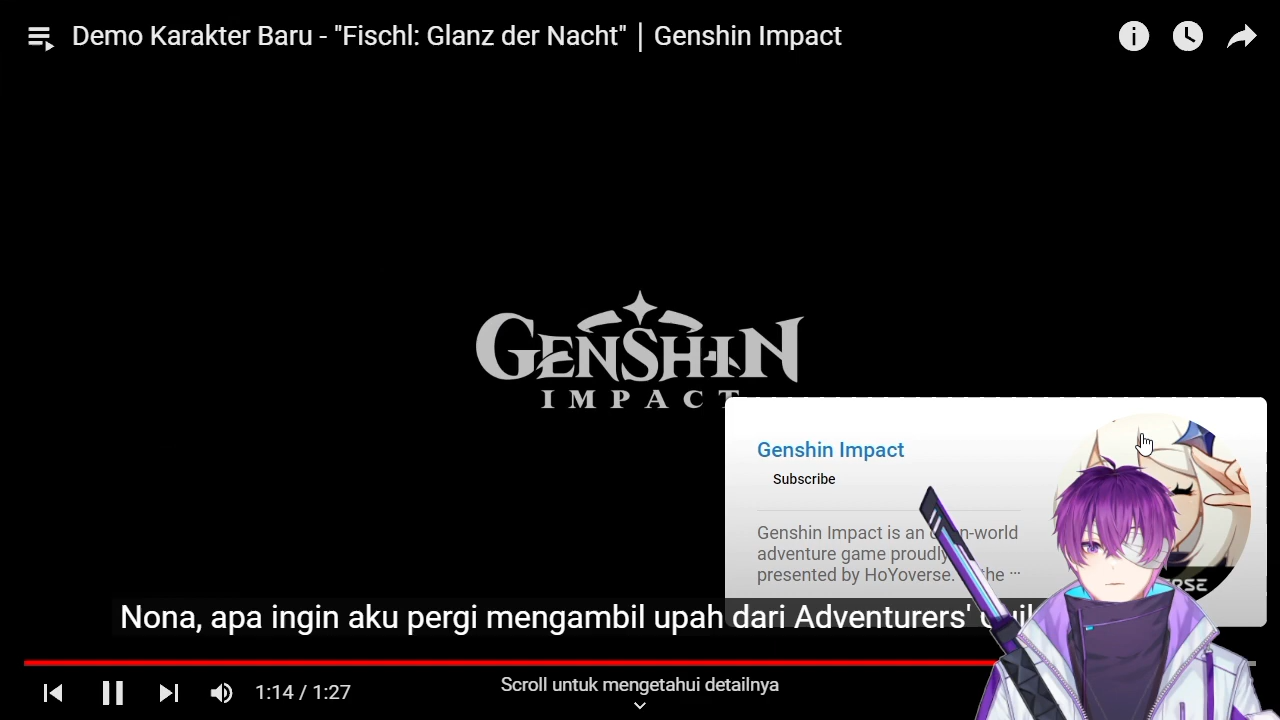 Demo Karakter Baru - "Fischl: Glanz der Nacht" | Genshin Impact
GENSHIN
IMPACT
Genshin Impact
Subscribe
Genshin Impact is an open-world
adventure game proudly
presented by HoYoverse. the ...
Nona, apa ingin aku pergi mengambil upah dari Adventurers'
1:14 / 1:27
Scroll untuk mengetahui detailnya